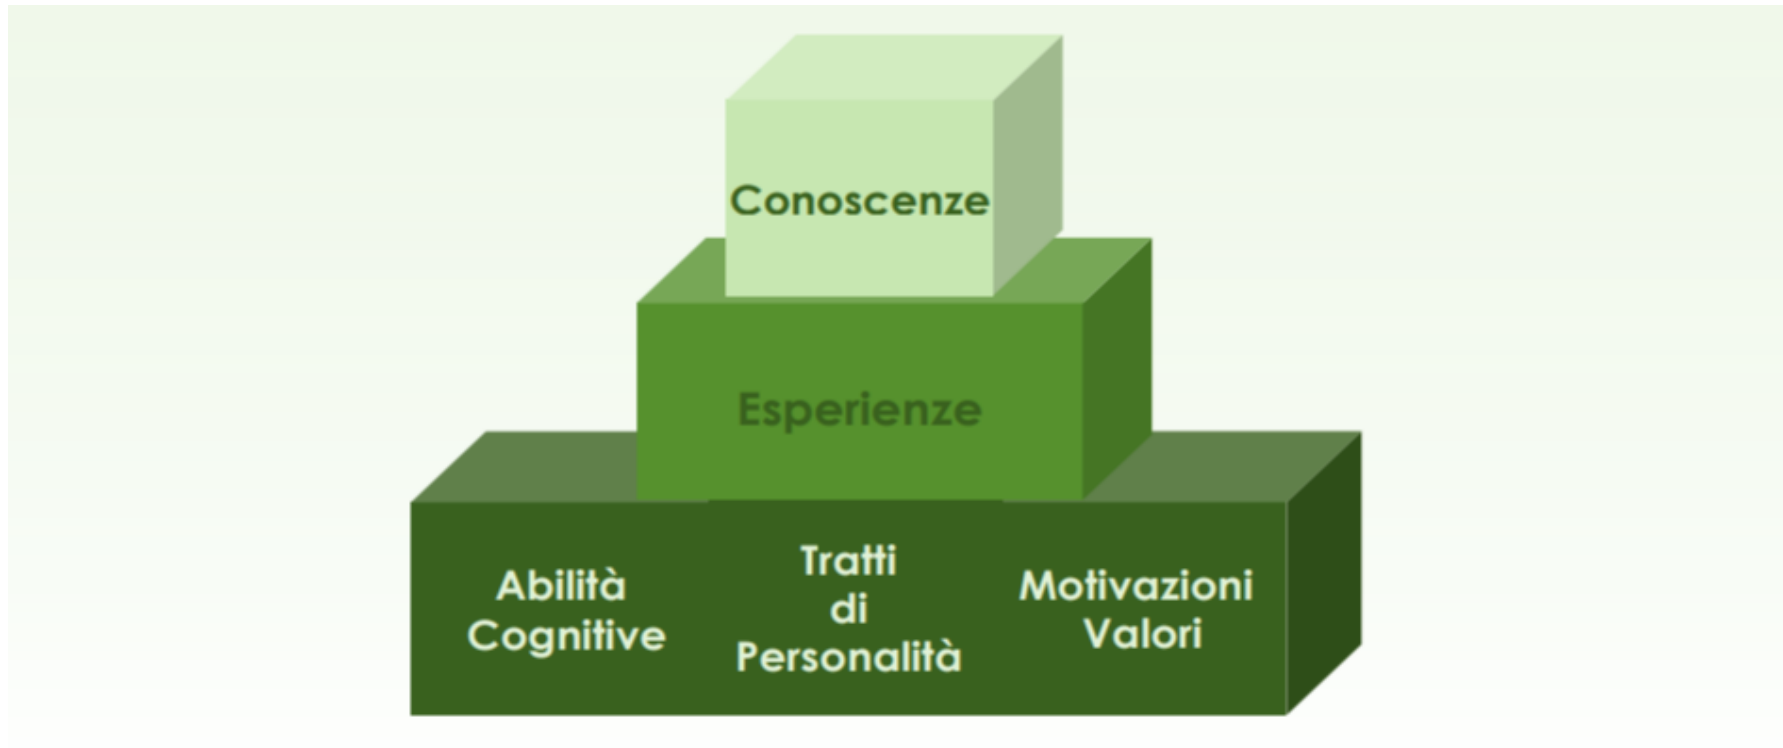 Conoscenze
Esperienze
Abilità
Cognitive
Tratti
di
Personalità
Motivazioni
Valori